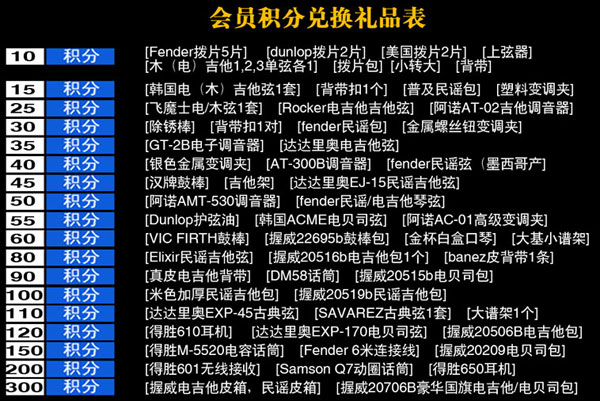 会员积分兑换礼品表
10 积分 [Fender拨片5片] [dunlop拨片2片] [美国拨片2片] [上弦器]
[木（电）吉他1,2,3单弦各1] [拨片包] [小转大] [背带]
15 积分 [韩国电（木）吉他弦1套] [背带扣1个] [普及民谣包] [塑料变调夹]
25 积分 [飞魔士电/木弦1套] [Rocker电吉他吉他弦] [阿诺AT-02吉他调音器]
30 积分 [除锈棒] [背带扣1对] [fender民谣包] [金属螺丝钮变调夹]
35 积分 [GT-2B电子调音器] [达达里奥电吉他弦]
40 积分 [银色金属变调夹] [AT-300B调音器] [fender民谣弦（墨西哥产]
45 积分 [汉牌鼓棒] [吉他架] [达达里奥EJ-15民谣吉他弦]
50 积分 [阿诺AMT-530调音器] [fender民谣/电吉他琴弦]
55 积分 [Dunlop护弦油] [韩国ACME电贝司弦] [阿诺AC-01高级变调夹]
60 积分 [VIC FIRTH鼓棒] [握威22695b鼓棒包] [金杯白盒口琴] [大基小谱架]
80 积分 [Elixir民谣吉他弦] [握威20516b电吉他包1个] [banez皮背带1条]
90 积分 [真皮电吉他背带] [DM58话筒] [握威20515b电贝司包]
100 积分 [米色加厚民谣吉他包] [握威20519b民谣吉他包]
110 积分 [达达里奥EXP-45古典弦] [SAVAREZ古典弦1套] [大谱架1个]
120 积分 [得胜610耳机] [达达里奥EXP-170电贝司弦] [握威20506B电吉他包]
150 积分 [得胜M-5520电容话筒] [Fender 6米连接线] [握威20209电贝司包]
200 积分 [得胜601无线接收] [Samson Q7动圈话筒] [得胜650耳机]
300 积分 [握威电吉他皮箱，民谣皮箱] [握威20706B豪华国旗电吉他/电贝司包]